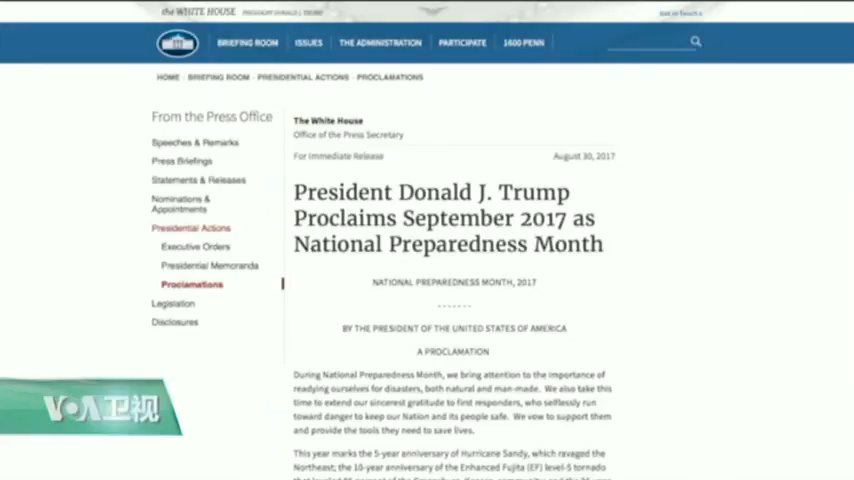 the WHITE HOUSE PRESIDENT DONALD J. TRUMP
Get in Touch
BRIEFING ROOM ISSUES THE ADMINISTRATION PARTICIPATE 1600 PENN
HOME BRIEFING ROOM PRESIDENTIAL ACTIONS PROCLAMATIONS
From the Press Office
Speeches & Remarks
Press Briefings
Statements & Releases
Nominations &
Appointments
Presidential Actions
Executive Orders
Presidential Memoranda
Proclamations
Legislation
Disclosures
The White House
Office of the Press Secretary
For Immediate Release August 30, 2017
President Donald J. Trump
Proclaims September 2017 as
National Preparedness Month
NATIONAL PREPAREDNESS MONTH, 2017
- - - - - - -
BY THE PRESIDENT OF THE UNITED STATES OF AMERICA
A PROCLAMATION
During National Preparedness Month, we bring attention to the importance of
readying ourselves for disasters, both natural and man-made. We also take this
time to extend our sincerest gratitude to first responders, who selflessly run
toward danger to keep our Nation and its people safe. We vow to support them
and provide the tools they need to save lives.
This year marks the 5-year anniversary of Hurricane Sandy, which ravaged the
Northeast; the 10-year anniversary of the Enhanced Fujita (EF) level-5 tornado
VOA卫视